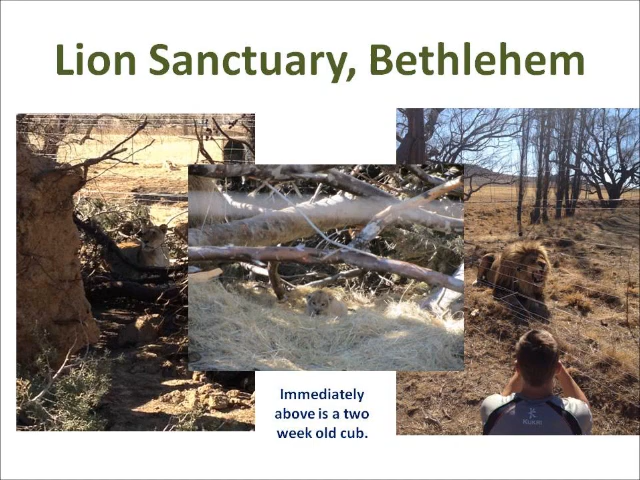 Lion Sanctuary, Bethlehem
Immediately
above is a two
week old cub.